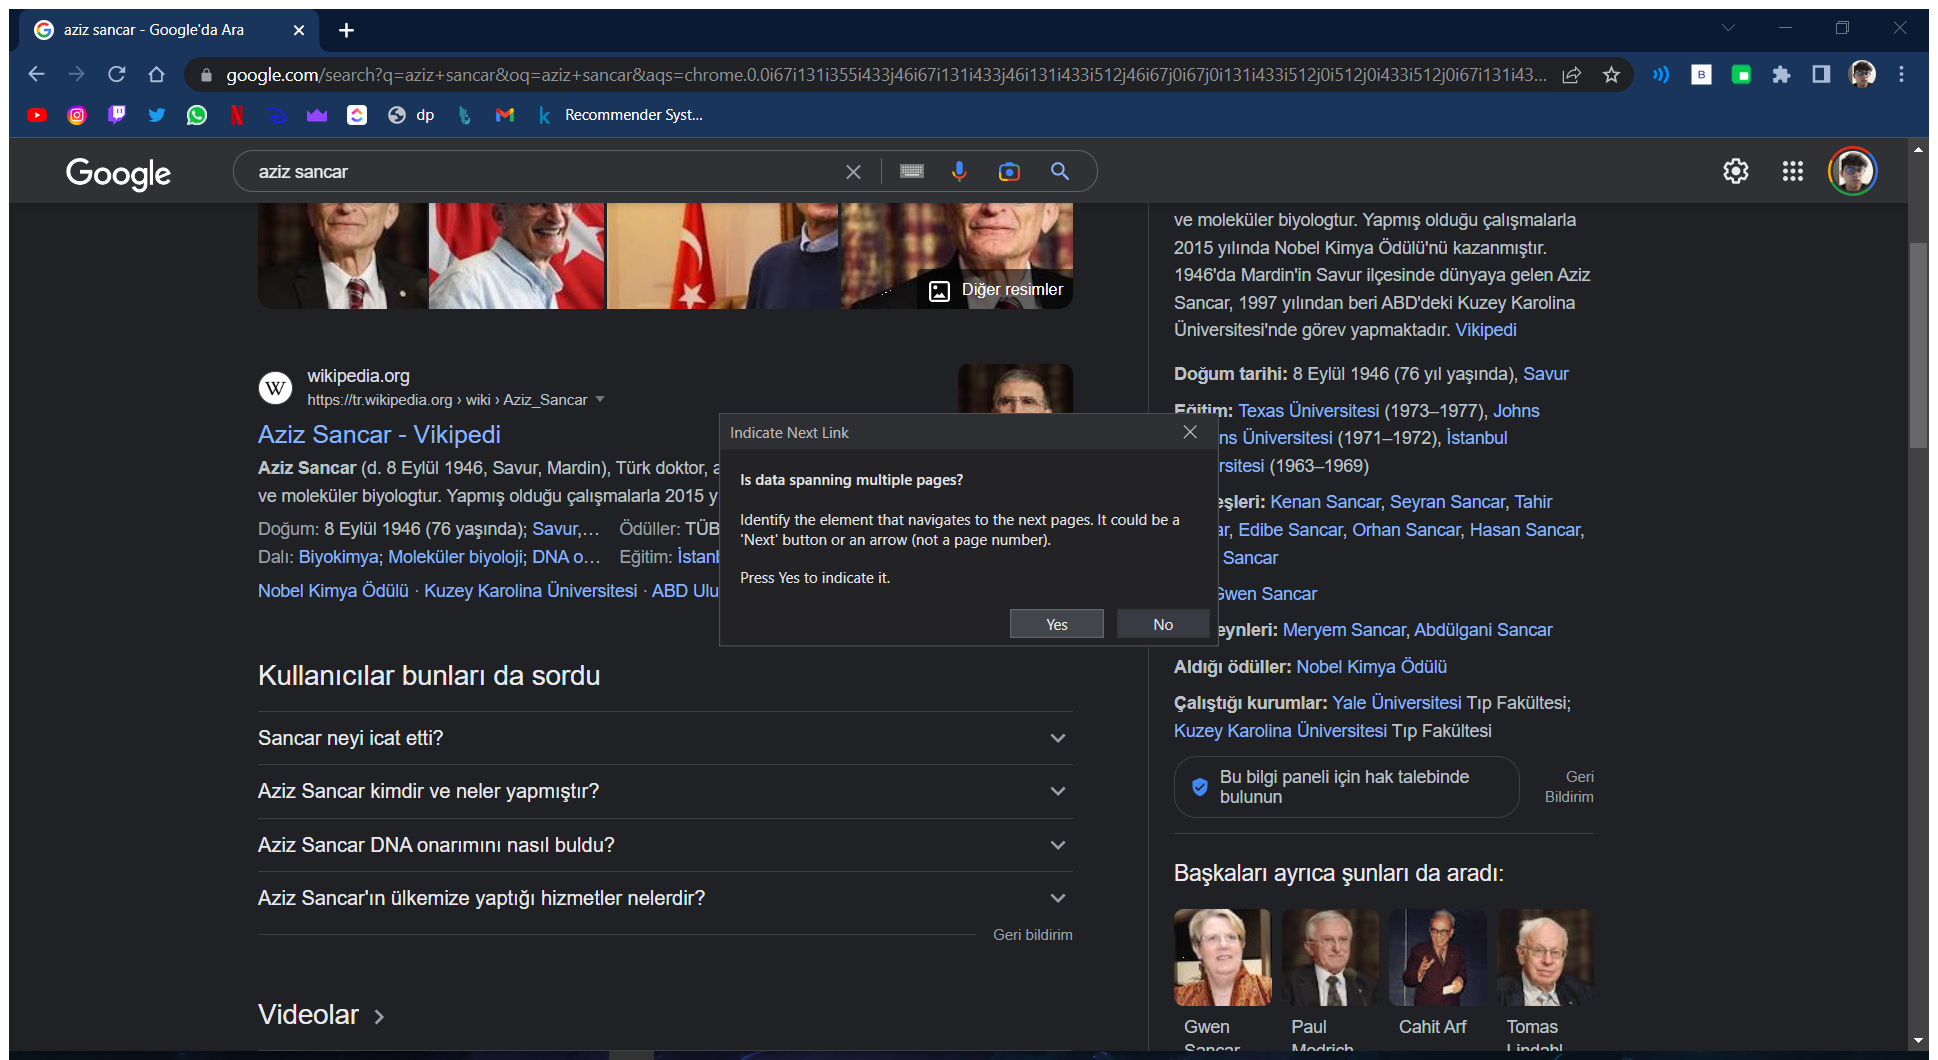 aziz sancar - Google'da Ara
google.com/search?q=aziz+sancar&oq=aziz+sancar&aqs=chrome.0.0i67i131i355i433j46i67i131i433j46i131i433i512j46i67j0i67j0i131i433i512j0i512j0i433i512j0i67i131i43...
B
dp
Recommender Syst...
Google
aziz sancar
Diğer resimler
wikipedia.org
https://tr.wikipedia.org › wiki › Aziz_Sancar
Aziz Sancar - Vikipedi
Aziz Sancar (d. 8 Eylül 1946, Savur, Mardin), Türk doktor,
ve moleküler biyologtur. Yapmış olduğu çalışmalarla 2015 y
Doğum: 8 Eylül 1946 (76 yaşında); Savur,... Ödüller: TÜB
Dalı: Biyokimya; Moleküler biyoloji; DNA o... Eğitim: İstanb
Nobel Kimya Ödülü · Kuzey Karolina Üniversitesi · ABD Ulu
Indicate Next Link
Is data spanning multiple pages?
Identify the element that navigates to the next pages. It could be a
'Next' button or an arrow (not a page number).
Press Yes to indicate it.
Yes
No
Kullanıcılar bunları da sordu
Sancar neyi icat etti?
Aziz Sancar kimdir ve neler yapmıştır?
Aziz Sancar DNA onarımını nasıl buldu?
Aziz Sancar'ın ülkemize yaptığı hizmetler nelerdir?
Geri bildirim
Videolar
ve moleküler biyologtur. Yapmış olduğu çalışmalarla
2015 yılında Nobel Kimya Ödülü'nü kazanmıştır.
1946'da Mardin'in Savur ilçesinde dünyaya gelen Aziz
Sancar, 1997 yılından beri ABD'deki Kuzey Karolina
Üniversitesi'nde görev yapmaktadır. Vikipedi
Doğum tarihi: 8 Eylül 1946 (76 yıl yaşında), Savur
Eğitim: Texas Üniversitesi (1973–1977), Johns
ns Üniversitesi (1971–1972), İstanbul
rsitesi (1963–1969)
eşleri: Kenan Sancar, Seyran Sancar, Tahir
ar, Edibe Sancar, Orhan Sancar, Hasan Sancar,
Sancar
Gwen Sancar
eynleri: Meryem Sancar, Abdülgani Sancar
Aldığı ödüller: Nobel Kimya Ödülü
Çalıştığı kurumlar: Yale Üniversitesi Tıp Fakültesi;
Kuzey Karolina Üniversitesi Tıp Fakültesi
Bu bilgi paneli için hak talebinde
bulunun
Geri
Bildirim
Başkaları ayrıca şunları da aradı:
Gwen
Sancar
Paul
Modrich
Cahit Arf
Tomas
Lindahl